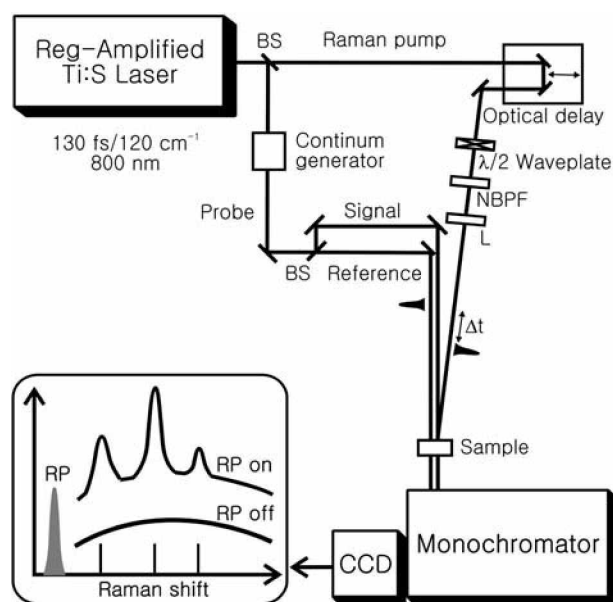 Reg-Amplified
Ti:S Laser
130 fs/120 cm⁻¹
800 nm
BS
Raman pump
Optical delay
Continum
generator
λ/2 Waveplate
NBPF
L
Probe
Signal
BS
Reference
Δt
Sample
RP
RP on
RP off
Raman shift
CCD
Monochromator